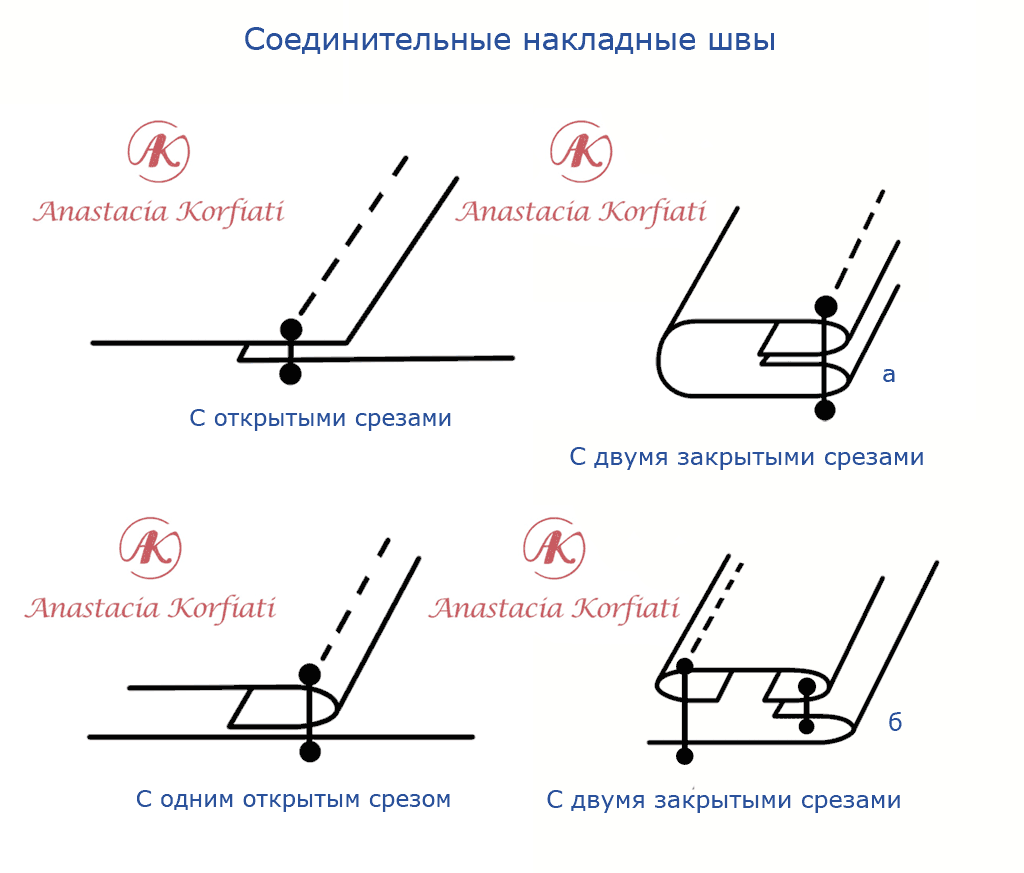 Соединительные накладные швы
AK
Anastacia Korfiati
AK
Anastacia Korfiati
С открытыми срезами
а
С двумя закрытыми срезами
AK
Anastacia Korfiati
AK
Anastacia Korfiati
С одним открытым срезом
б
С двумя закрытыми срезами